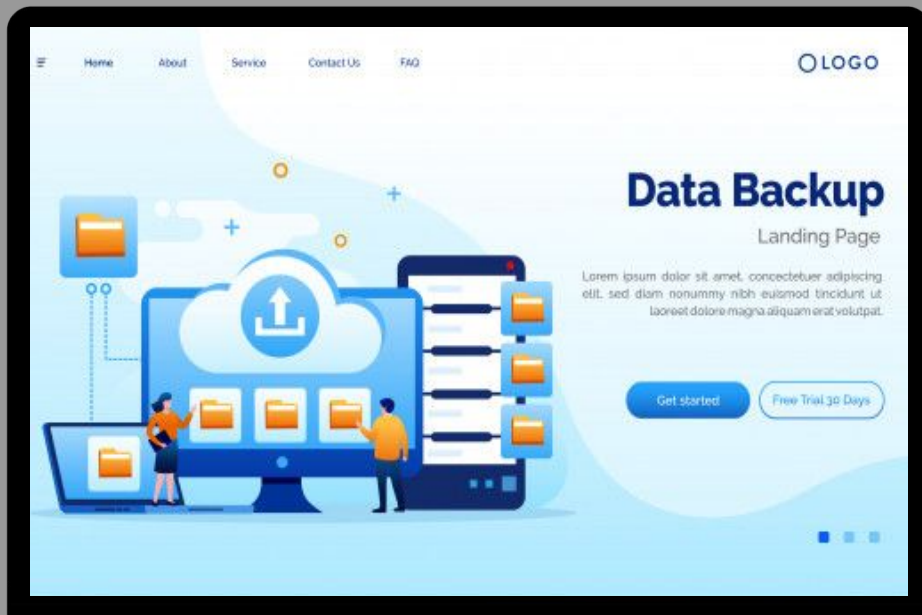 Home About Service Contact Us FAQ
LOGO
Data Backup
Landing Page
Lorem ipsum dolor sit amet, concectetuer adipiscing
elit, sed diam nonummy nibh euismod tincidunt ut
laoreet dolore magna aliquam erat volutpat.
Get started Free Trial 30 Days